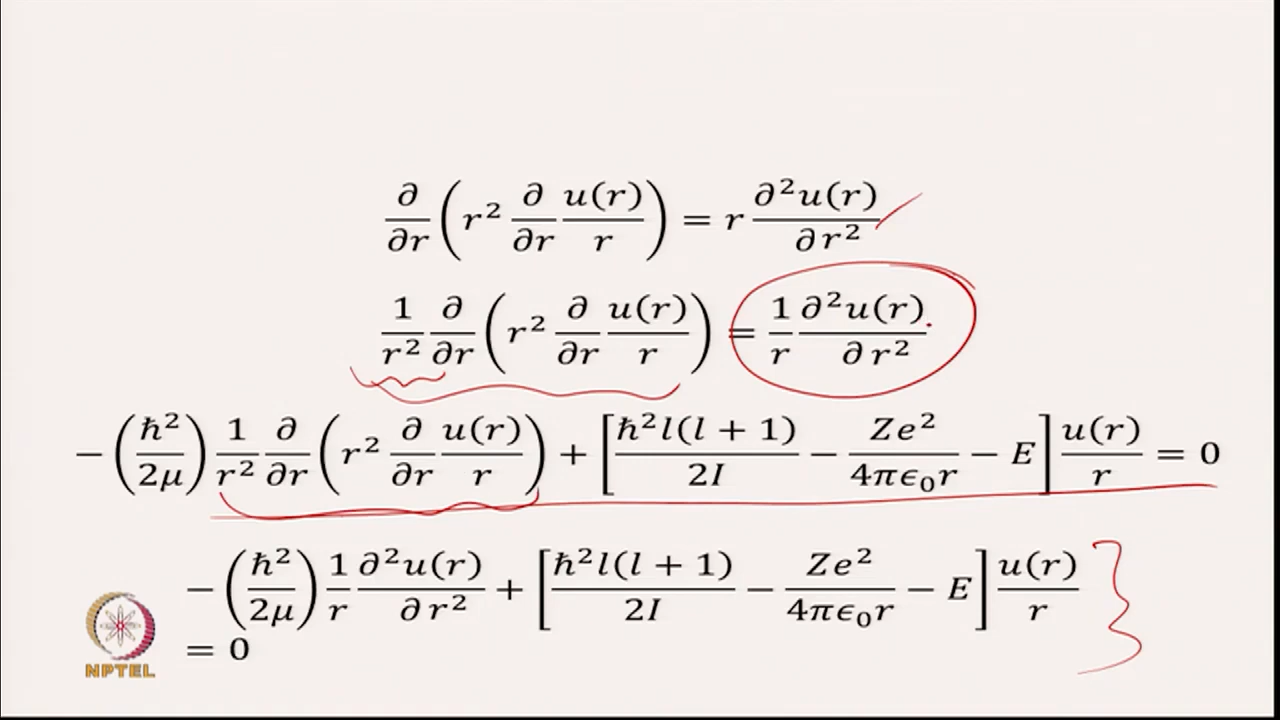 ∂/∂r (r² ∂/∂r u(r)/r) = r ∂²u(r)/∂r²
1/r² ∂/∂r (r² ∂/∂r u(r)/r) = 1/r ∂²u(r)/∂r²
−(ħ²/2μ) 1/r² ∂/∂r (r² ∂/∂r u(r)/r) + [ħ²l(l + 1)/2I − Ze²/4πϵ₀r − E] u(r)/r = 0
−(ħ²/2μ) 1/r ∂²u(r)/∂r² + [ħ²l(l + 1)/2I − Ze²/4πϵ₀r − E] u(r)/r
= 0
NPTEL